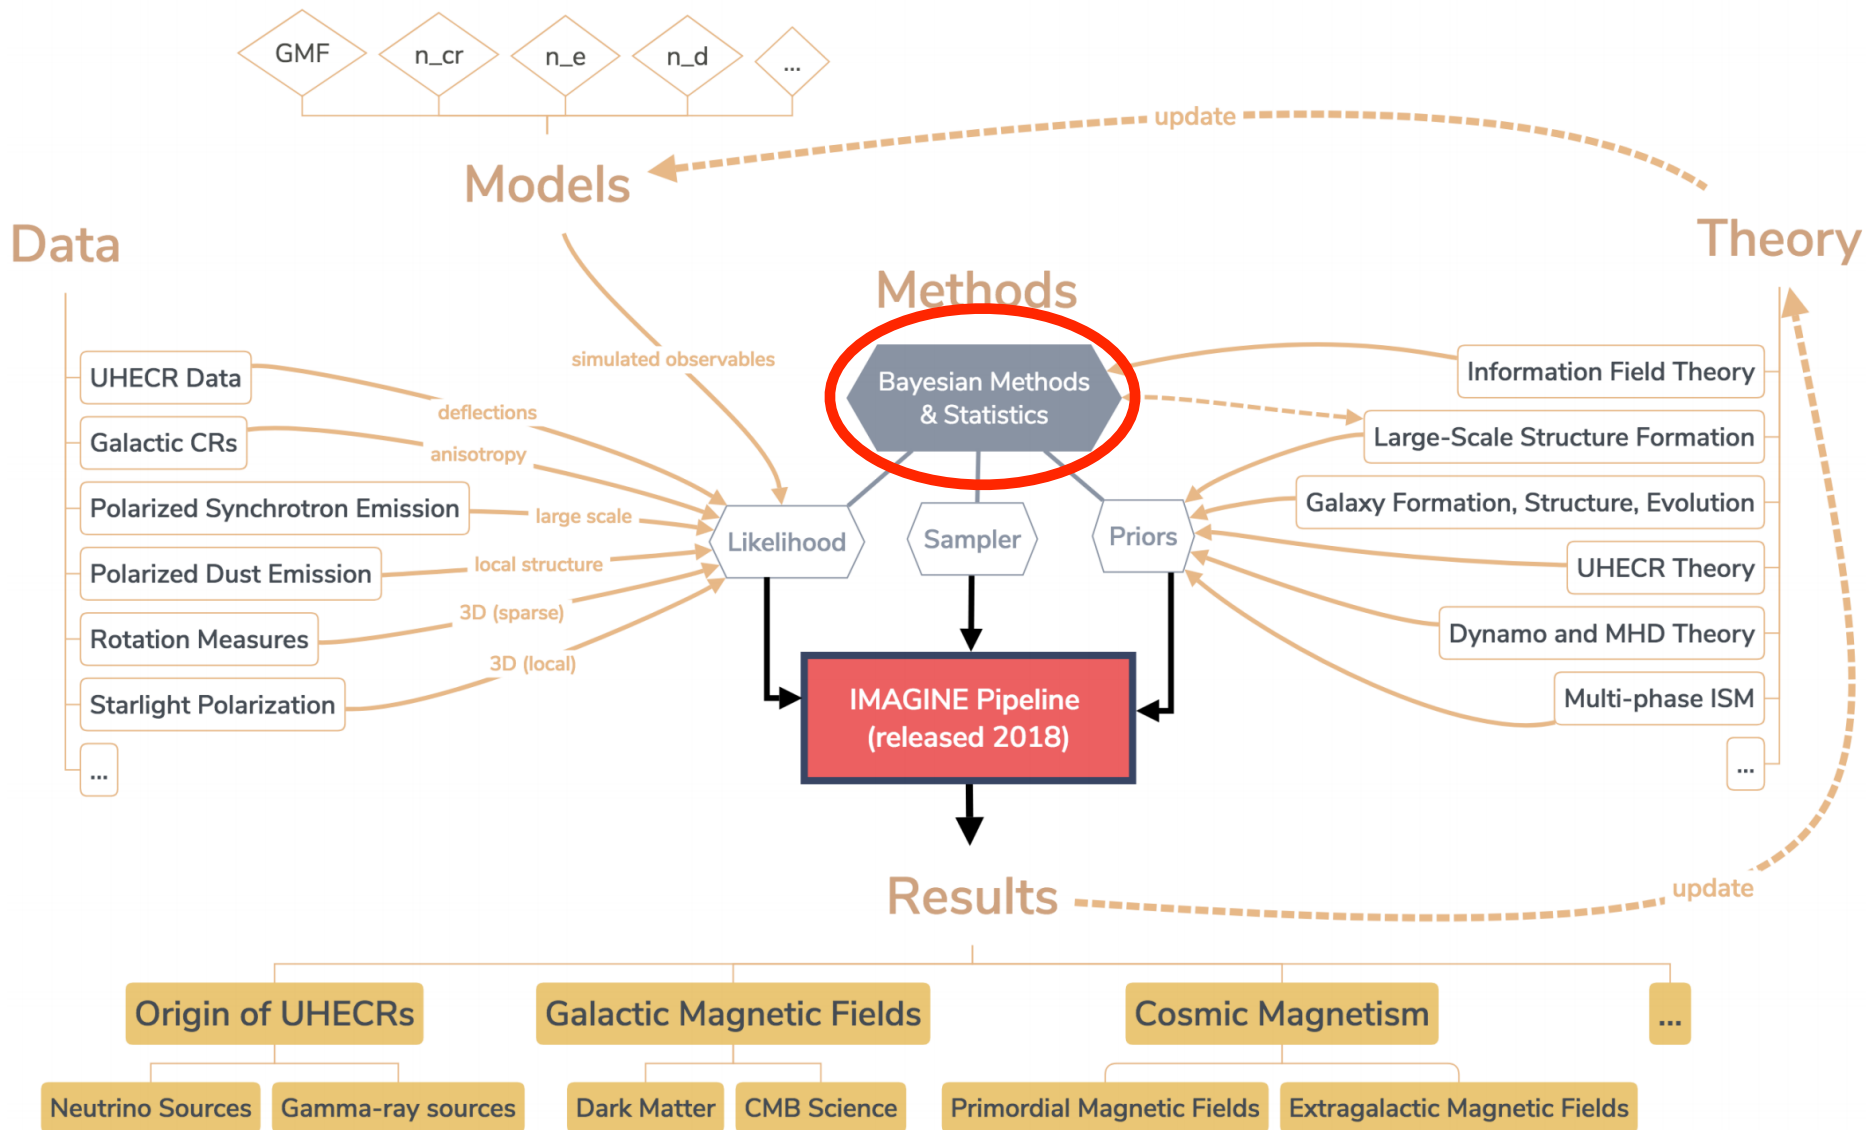 GMF
n_cr
n_e
n_d
...
update
Models
Data
Theory
Methods
simulated observables
Bayesian Methods
& Statistics
UHECR Data
Galactic CRs
Polarized Synchrotron Emission
Polarized Dust Emission
Rotation Measures
Starlight Polarization
...
deflections
anisotropy
large scale
local structure
3D (sparse)
3D (local)
Likelihood
Sampler
Priors
Information Field Theory
Large-Scale Structure Formation
Galaxy Formation, Structure, Evolution
UHECR Theory
Dynamo and MHD Theory
Multi-phase ISM
...
IMAGINE Pipeline
(released 2018)
Results
update
Origin of UHECRs
Galactic Magnetic Fields
Cosmic Magnetism
...
Neutrino Sources
Gamma-ray sources
Dark Matter
CMB Science
Primordial Magnetic Fields
Extragalactic Magnetic Fields